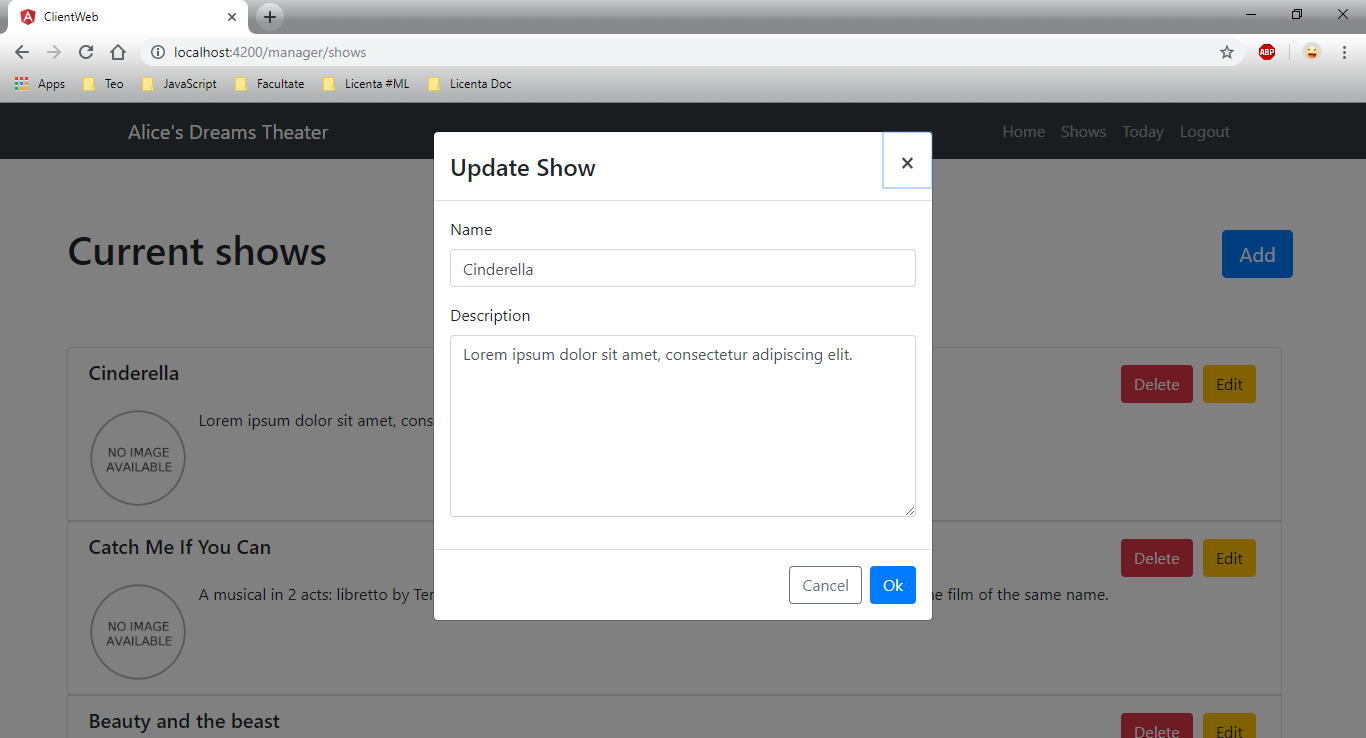 ClientWeb
localhost:4200/manager/shows
ABP
Apps Teo JavaScript Facultate Licenta #ML Licenta Doc
Alice's Dreams Theater
Home Shows Today Logout
Update Show
×
Name
Cinderella
Description
Lorem ipsum dolor sit amet, consectetur adipiscing elit.
Cancel Ok
Current shows
Add
Cinderella
Delete Edit
NO IMAGE
AVAILABLE
Lorem ipsum dolor sit amet, cons
Catch Me If You Can
Delete Edit
NO IMAGE
AVAILABLE
A musical in 2 acts: libretto by Ter
film of the same name.
Beauty and the beast
Delete Edit